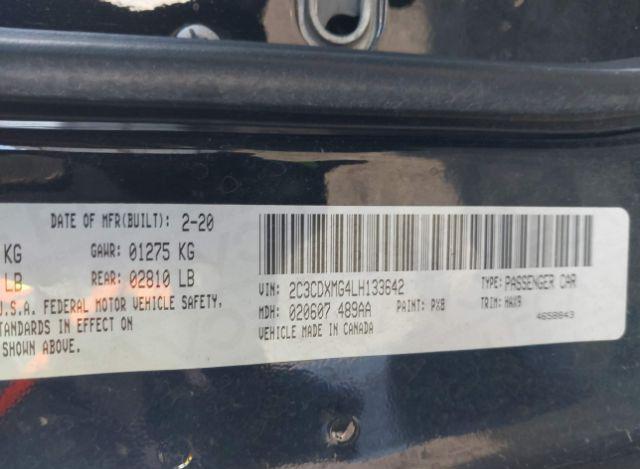 DATE OF MFR(BUILT): 2-20
KG GAWR: 01275 KG
LB REAR: 02810 LB
U.S.A. FEDERAL MOTOR VEHICLE SAFETY,
STANDARDS IN EFFECT ON
SHOWN ABOVE.
VIN: 2C3CDXMG4LH133642 TYPE: PASSENGER CAR
MDH: 020607 489AA PAINT: PXB TRIM: HAX9
VEHICLE MADE IN CANADA 4658843